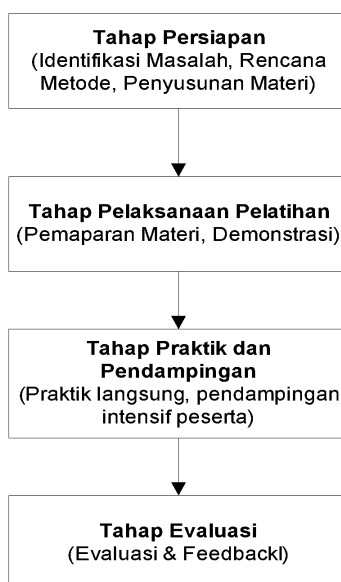 Tahap Persiapan
(Identifikasi Masalah, Rencana
Metode, Penyusunan Materi)
Tahap Pelaksanaan Pelatihan
(Pemaparan Materi, Demonstrasi)
Tahap Praktik dan
Pendampingan
(Praktik langsung, pendampingan
intensif peserta)
Tahap Evaluasi
(Evaluasi & Feedbackl)